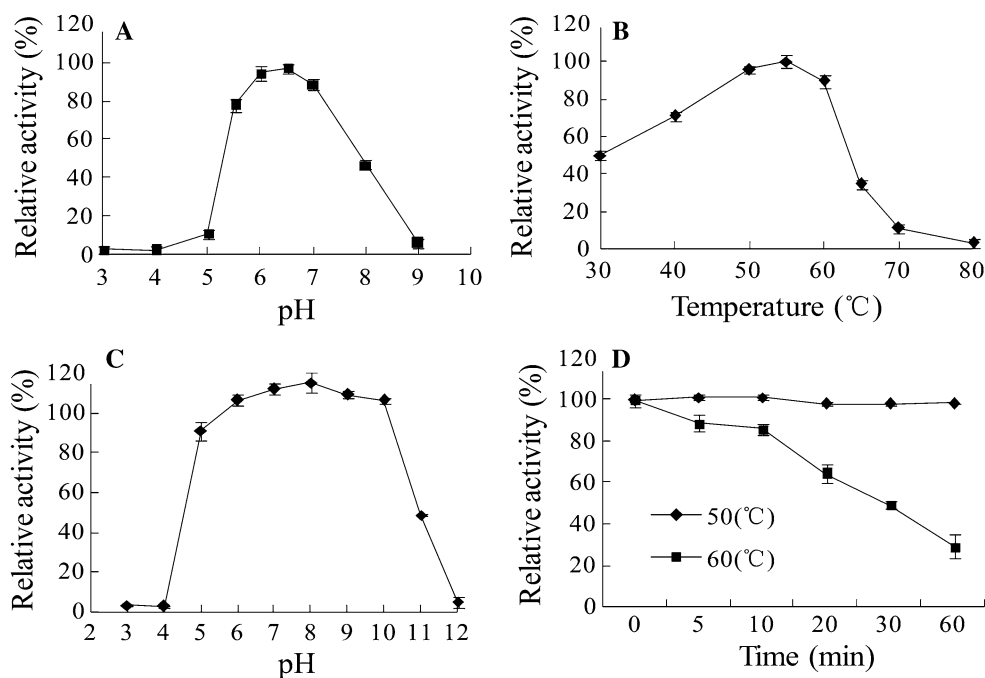 A
Relative activity (%)
120
100
80
60
40
20
0
3 4 5 6 7 8 9 10
pH
B
Relative activity (%)
120
100
80
60
40
20
0
30 40 50 60 70 80
Temperature (℃)
C
Relative activity (%)
120
100
80
60
40
20
0
2 3 4 5 6 7 8 9 10 11 12
pH
D
Relative activity (%)
120
100
80
60
40
20
0
50(℃)
60(℃)
0 5 10 20 30 60
Time (min)